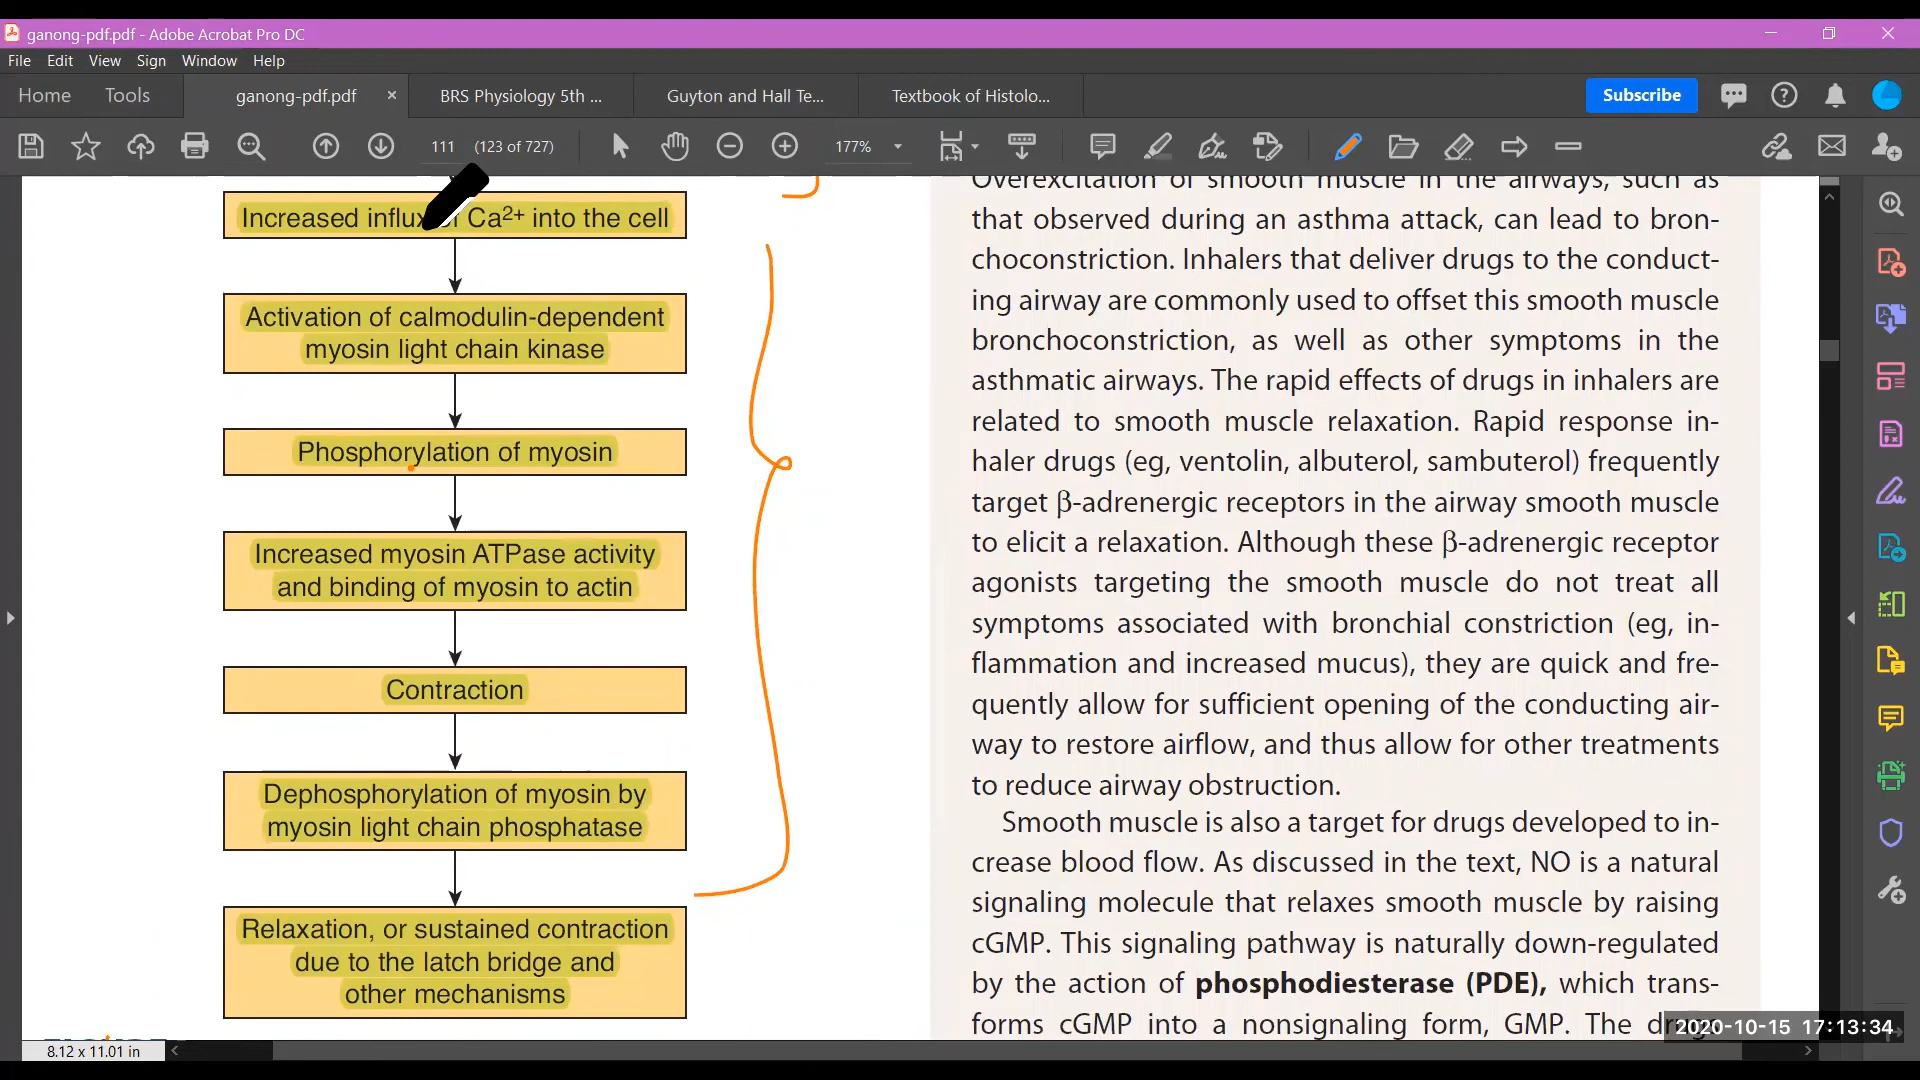 ganong-pdf.pdf - Adobe Acrobat Pro DC
File Edit View Sign Window Help
Home Tools ganong-pdf.pdf × BRS Physiology 5th ... Guyton and Hall Te... Textbook of Histolo... Subscribe
111 (123 of 727) 177%
Increased influx of Ca2+ into the cell
Activation of calmodulin-dependent
myosin light chain kinase
Phosphorylation of myosin
Increased myosin ATPase activity
and binding of myosin to actin
Contraction
Dephosphorylation of myosin by
myosin light chain phosphatase
Relaxation, or sustained contraction
due to the latch bridge and
other mechanisms
Overexcitation of smooth muscle in the airways, such as
that observed during an asthma attack, can lead to bron-
choconstriction. Inhalers that deliver drugs to the conduct-
ing airway are commonly used to offset this smooth muscle
bronchoconstriction, as well as other symptoms in the
asthmatic airways. The rapid effects of drugs in inhalers are
related to smooth muscle relaxation. Rapid response in-
haler drugs (eg, ventolin, albuterol, sambuterol) frequently
target β-adrenergic receptors in the airway smooth muscle
to elicit a relaxation. Although these β-adrenergic receptor
agonists targeting the smooth muscle do not treat all
symptoms associated with bronchial constriction (eg, in-
flammation and increased mucus), they are quick and fre-
quently allow for sufficient opening of the conducting air-
way to restore airflow, and thus allow for other treatments
to reduce airway obstruction.
Smooth muscle is also a target for drugs developed to in-
crease blood flow. As discussed in the text, NO is a natural
signaling molecule that relaxes smooth muscle by raising
cGMP. This signaling pathway is naturally down-regulated
by the action of phosphodiesterase (PDE), which trans-
forms cGMP into a nonsignaling form, GMP. The
2020-10-15 17:13:34
8.12 x 11.01 in